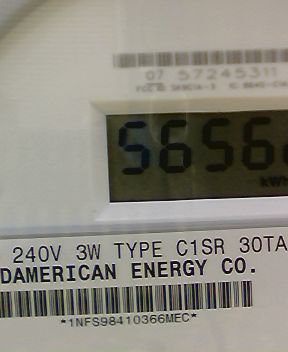 07 57245311
5656
kWH
240V 3W TYPE C1SR 30TA
DAMERICAN ENERGY CO.
*1NFS98410366MEC*